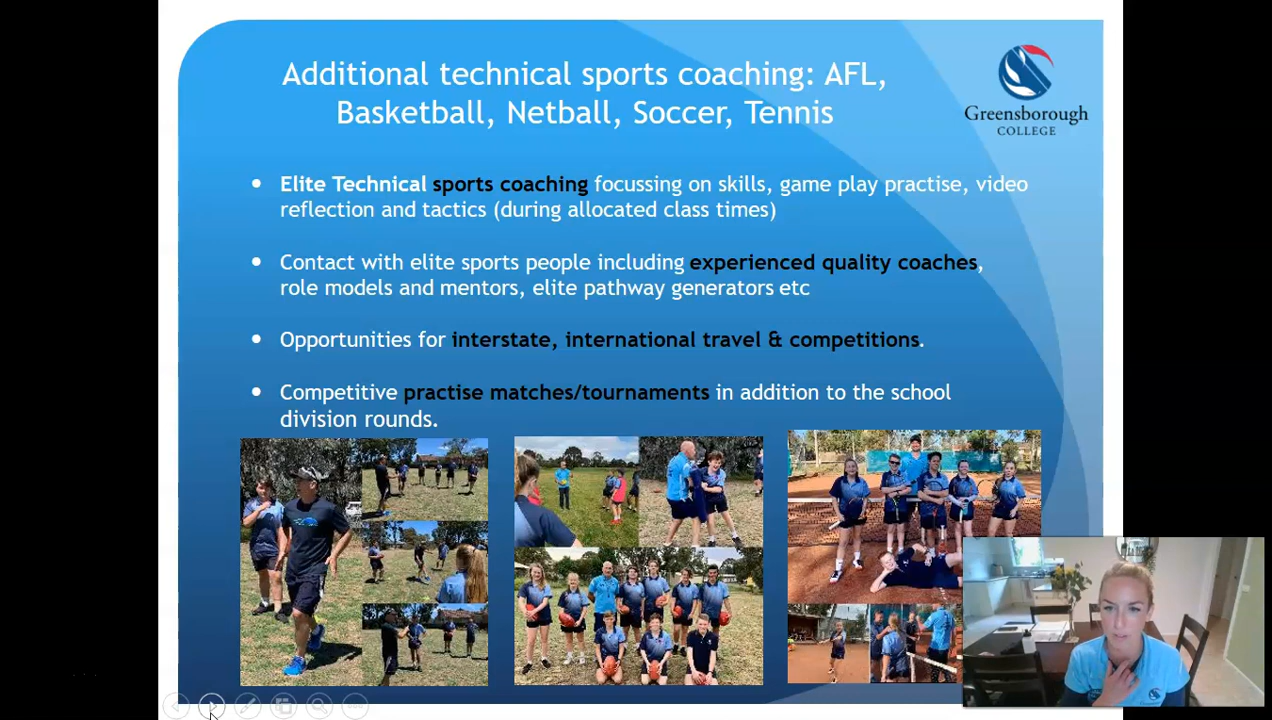 Additional technical sports coaching: AFL,
Basketball, Netball, Soccer, Tennis
Greensborough
COLLEGE
• Elite Technical sports coaching focussing on skills, game play practise, video
reflection and tactics (during allocated class times)
• Contact with elite sports people including experienced quality coaches,
role models and mentors, elite pathway generators etc
• Opportunities for interstate, international travel & competitions.
• Competitive practise matches/tournaments in addition to the school
division rounds.